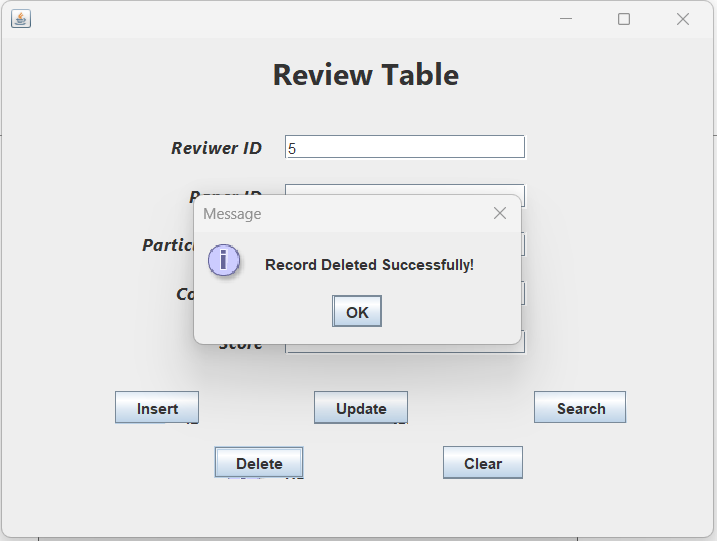 Review Table
Reviwer ID
5
Message
Record Deleted Successfully!
OK
Score
Insert
Update
Search
Delete
Clear